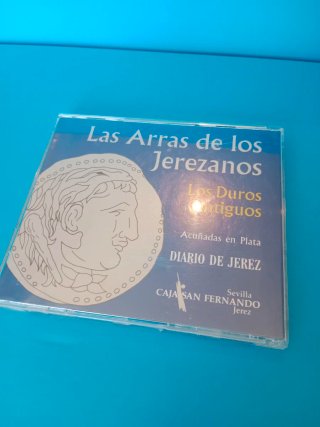 Las Arras de los
Jerezanos
Los Duros
Antiguos
Acuñadas en Plata
DIARIO DE JEREZ
CAJA SAN FERNANDO
Sevilla
Jerez